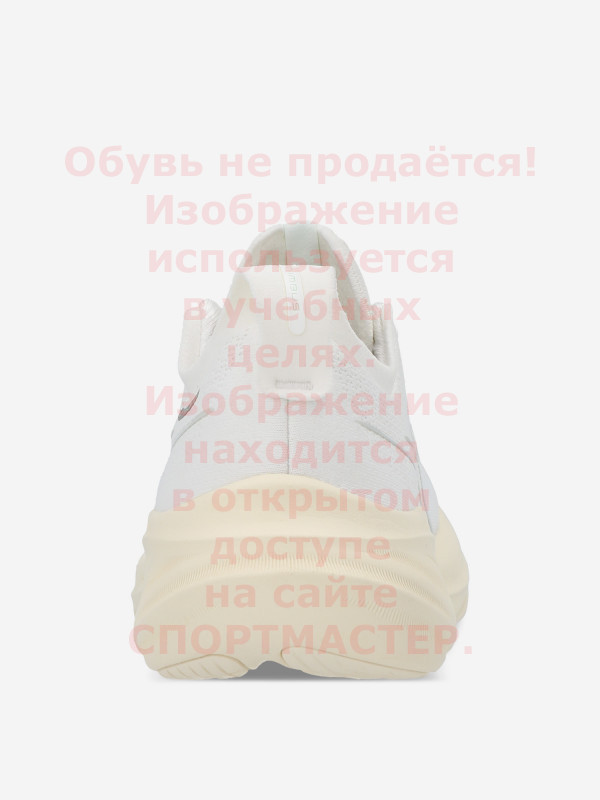 Обувь не продаётся!
Изображение
используется
в учебных
целях.
Изображение
находится
в открытом
доступе
на сайте
СПОРТМАСТЕР.